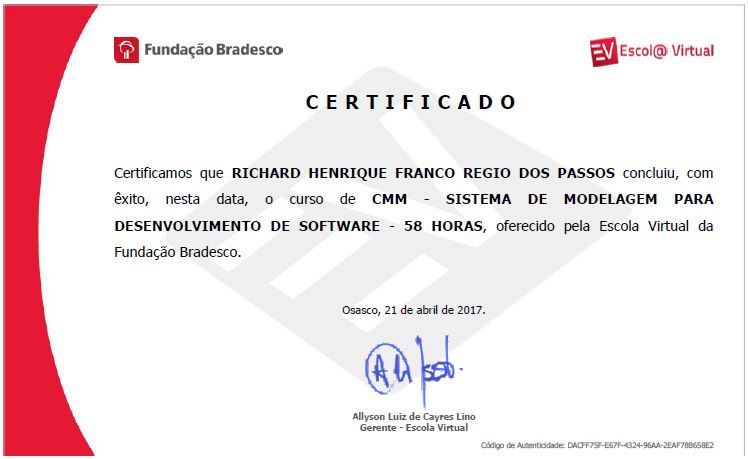 Fundação Bradesco
EV Escol@ Virtual
CERTIFICADO
Certificamos que RICHARD HENRIQUE FRANCO REGIO DOS PASSOS concluiu, com
êxito, nesta data, o curso de CMM - SISTEMA DE MODELAGEM PARA
DESENVOLVIMENTO DE SOFTWARE - 58 HORAS, oferecido pela Escola Virtual da
Fundação Bradesco.
Osasco, 21 de abril de 2017.
Allyson Luiz de Cayres Lino
Gerente - Escola Virtual
Código de Autenticidade: DACFF75F-E67F-4324-96AA-2EAF78B658E2